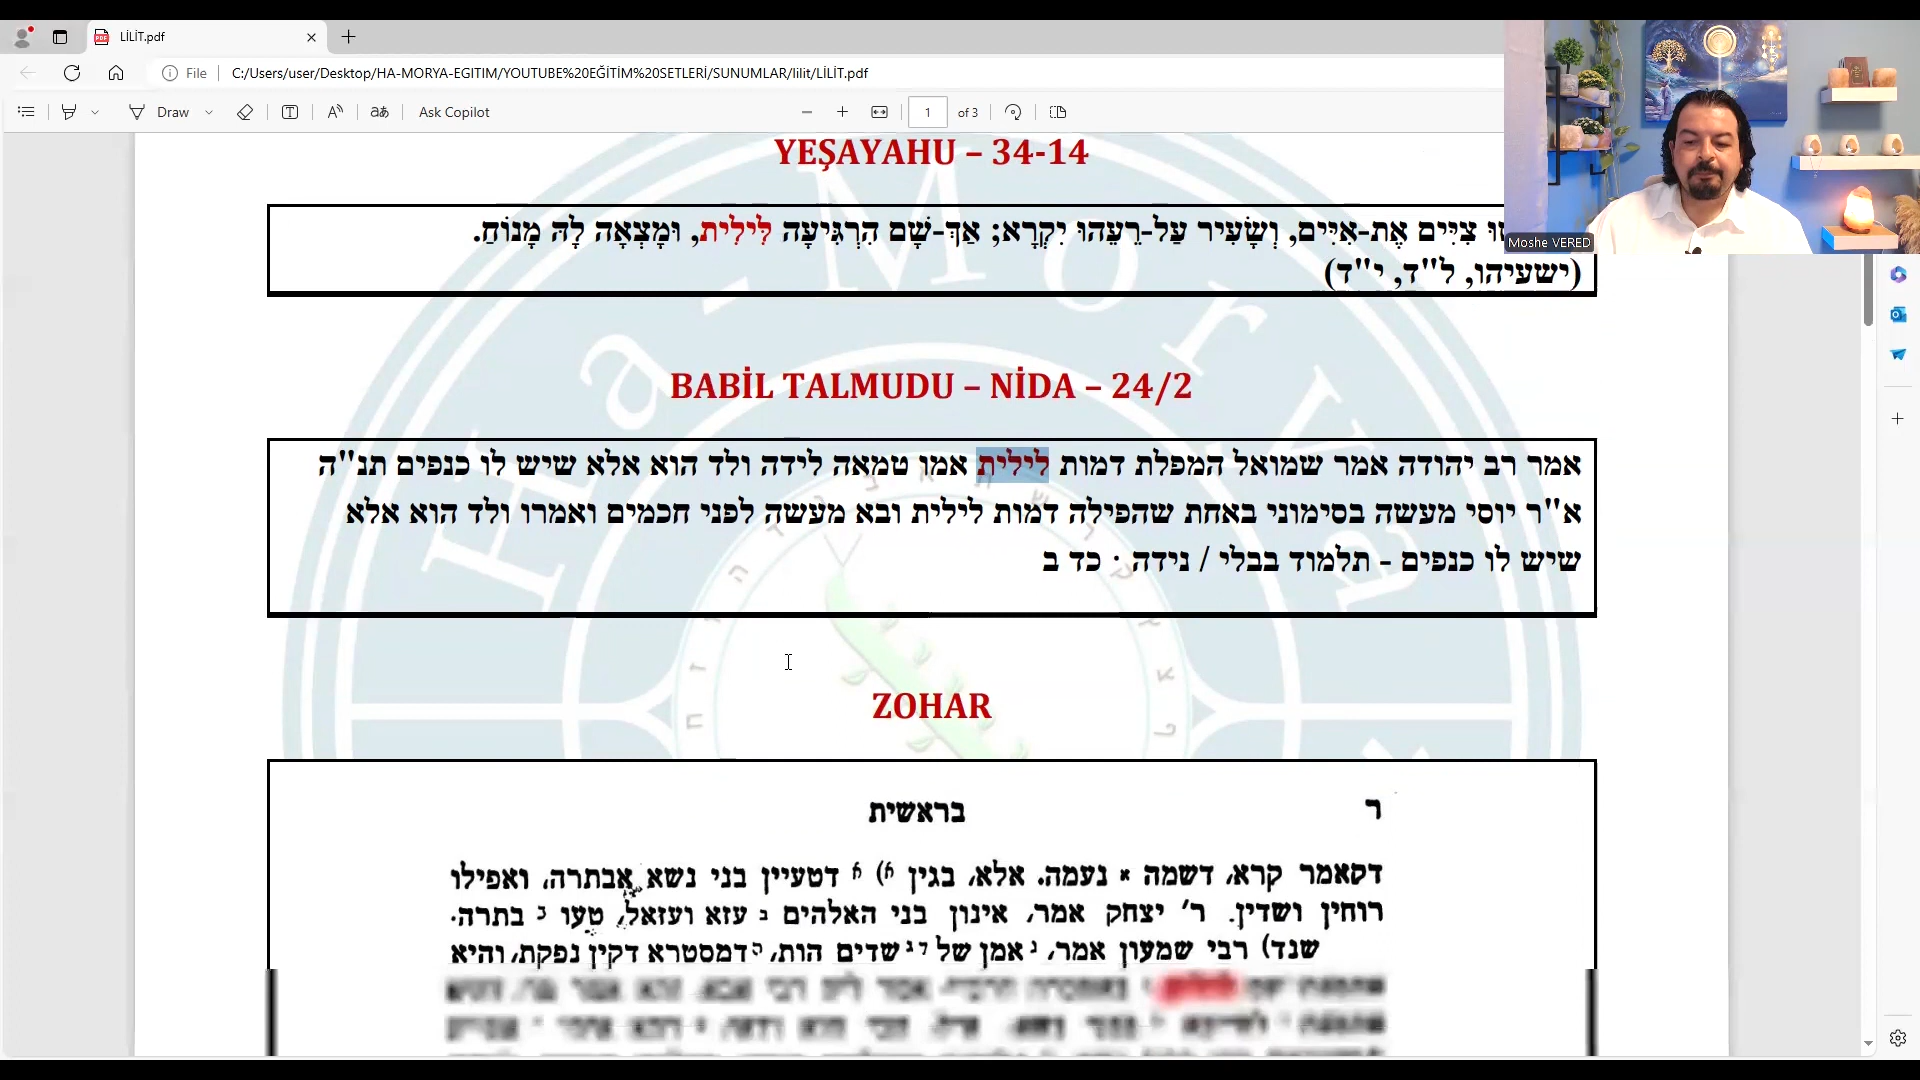 LİLİT.pdf
File C:/Users/user/Desktop/HA-MORYA-EGITIM/YOUTUBE%20EĞİTİM%20SETLERİ/SUNUMLAR/lilit/LİLİT.pdf
Draw Ask Copilot 1 of 3
Moshe VERED
Ha-Morya
YEŞAYAHU – 34-14
צִיִּים אֶת-אִיִּים, וְשָׂעִיר עַל-רֵעֵהוּ יִקְרָא; אַךְ-שָׁם הִרְגִּיעָה לִּילִית, וּמָצְאָה לָהּ מָנוֹחַ.
(ישעיהו, ל"ד, י"ד)
BABİL TALMUDU – NİDA – 24/2
אמר רב יהודה אמר שמואל המפלת דמות לילית אמו טמאה לידה ולד הוא אלא שיש לו כנפים תנ"ה
א"ר יוסי מעשה בסימוני באחת שהפילה דמות לילית ובא מעשה לפני חכמים ואמרו ולד הוא אלא
שיש לו כנפים - תלמוד בבלי / נידה · כד ב
ZOHAR
ר בראשית
דקאמר קרא, דשמה א נעמה. אלא, בגין א) א דטעיין בני נשא אבתרה, ואפילו
רוחין ושדין. ר׳ יצחק אמר, אינון בני האלהים ב עזא ועזאל, טעו ב בתרה.
שנד) רבי שמעון אמר, ג אמן של ד ג שדים הות, ה דמסטרא דקין נפקת, והיא